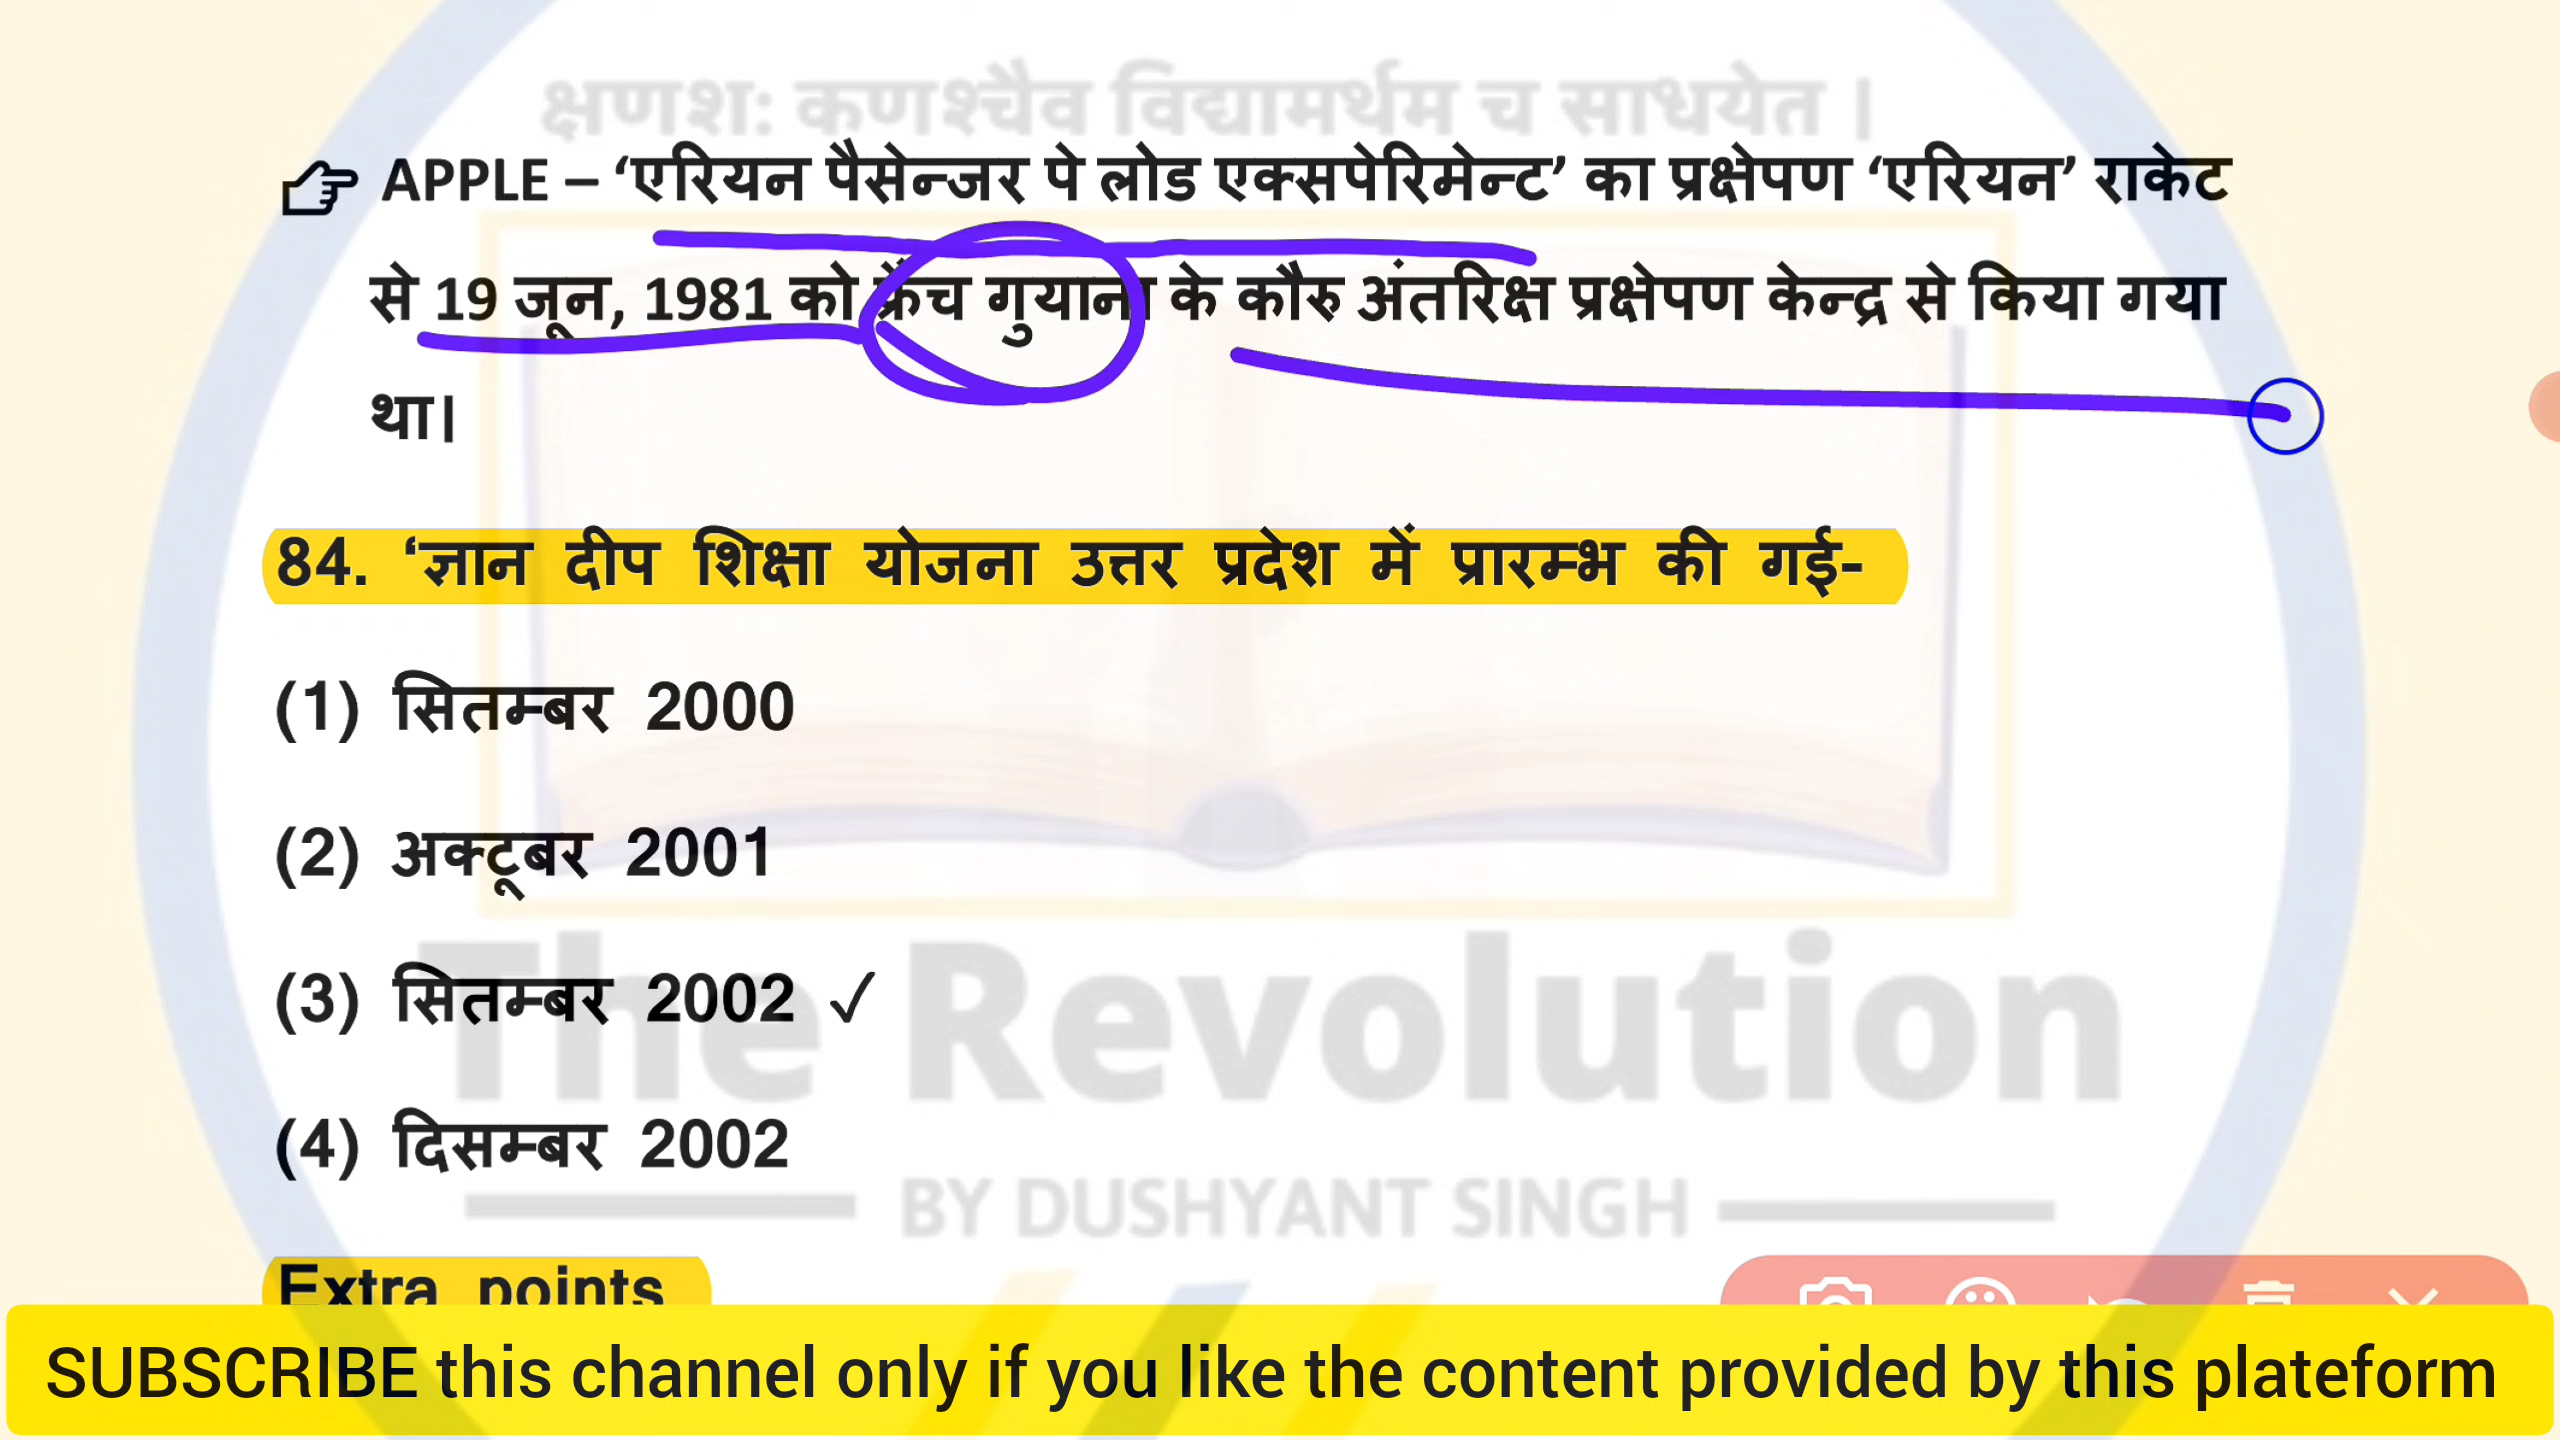 क्षणश: कणश्चैव विद्यामर्थम च साधयेत ।
APPLE – ‘एरियन पैसेन्जर पे लोड एक्सपेरिमेन्ट’ का प्रक्षेपण ‘एरियन’ राकेट
से 19 जून, 1981 को फ्रेंच गुयाना के कौरु अंतरिक्ष प्रक्षेपण केन्द्र से किया गया
था।
84. ‘ज्ञान दीप शिक्षा योजना उत्तर प्रदेश में प्रारम्भ की गई-
(1) सितम्बर 2000
(2) अक्टूबर 2001
(3) सितम्बर 2002 ✓
The Revolution
(4) दिसम्बर 2002
BY DUSHYANT SINGH
Extra points
SUBSCRIBE this channel only if you like the content provided by this plateform